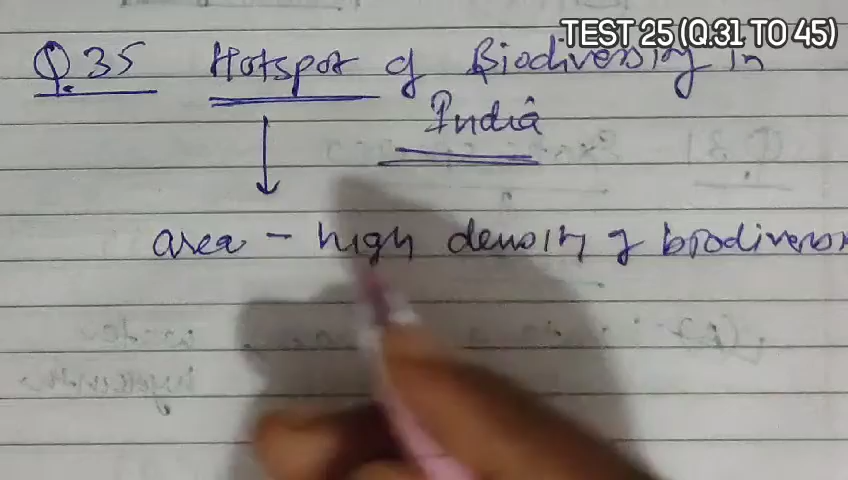 TEST 25 (Q.31 TO 45)
Q.35 Hotspot of Biodiversity in
India
area - high density of biodivers